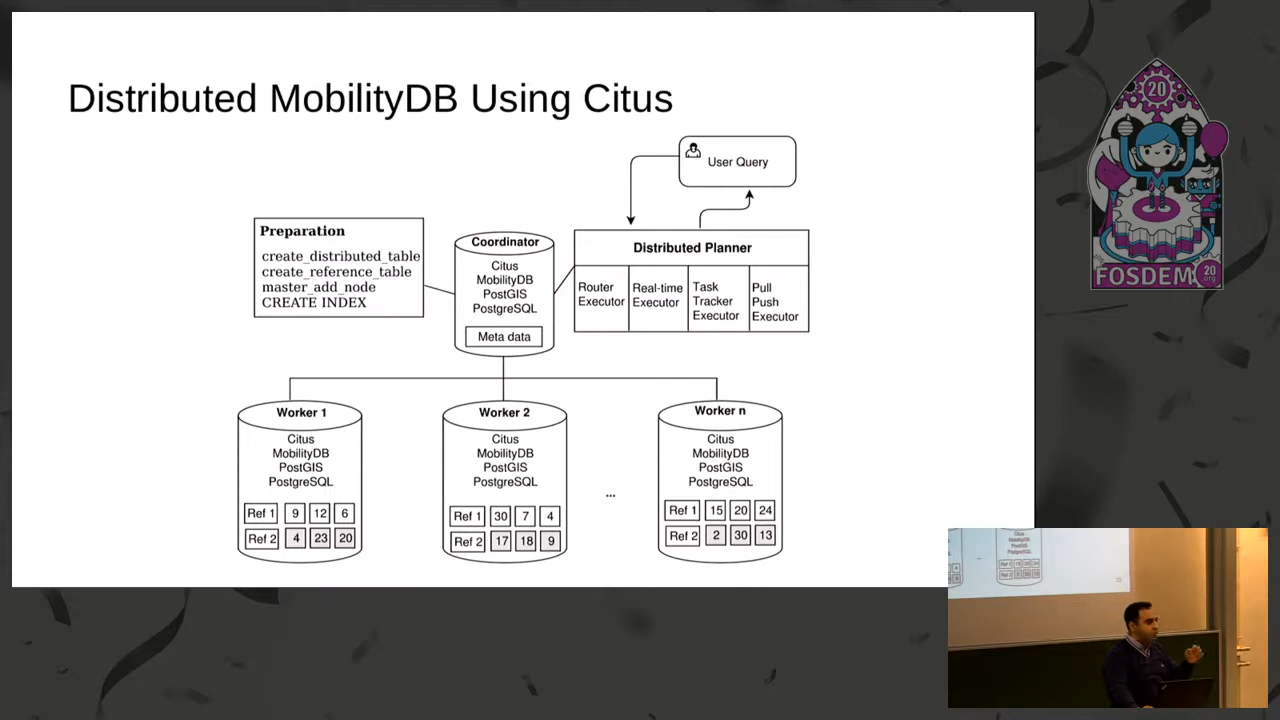 Distributed MobilityDB Using Citus
User Query
Preparation
create_distributed_table
create_reference_table
master_add_node
CREATE INDEX
Coordinator
Citus
MobilityDB
PostGIS
PostgreSQL
Meta data
Distributed Planner
Router
Executor
Real-time
Executor
Task
Tracker
Executor
Pull
Push
Executor
Worker 1
Citus
MobilityDB
PostGIS
PostgreSQL
Ref 1 9 12 6
Ref 2 4 23 20
Worker 2
Citus
MobilityDB
PostGIS
PostgreSQL
Ref 1 30 7 4
Ref 2 17 18 9
...
Worker n
Citus
MobilityDB
PostGIS
PostgreSQL
Ref 1 15 20 24
Ref 2 2 30 13
20
FOSDEM 20
.org